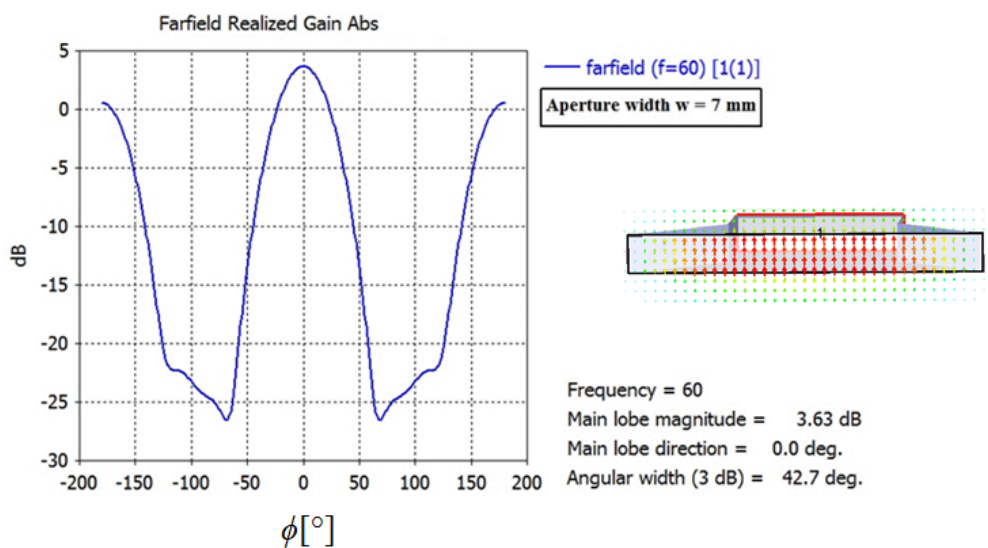 Farfield Realized Gain Abs
farfield (f=60) [1(1)]
Aperture width w = 7 mm
dB
5
0
-5
-10
-15
-20
-25
-30
-200 -150 -100 -50 0 50 100 150 200
ϕ[°]
1
Frequency = 60
Main lobe magnitude = 3.63 dB
Main lobe direction = 0.0 deg.
Angular width (3 dB) = 42.7 deg.